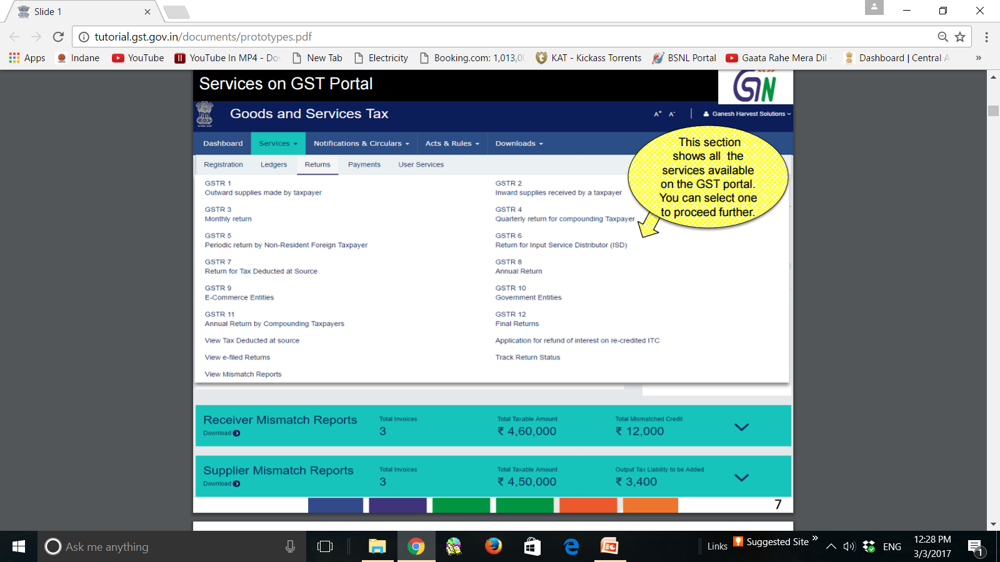 Slide 1
tutorial.gst.gov.in/documents/prototypes.pdf
Apps Indane YouTube YouTube In MP4 - Do New Tab Electricity Booking.com: 1,013,0 KAT - Kickass Torrents BSNL Portal Gaata Rahe Mera Dil - Dashboard | Central A »
Services on GST Portal
GSTN
Goods and Services Tax
A+ A- | Ganesh Harvest Solutions
Dashboard Services Notifications & Circulars Acts & Rules Downloads
Registration Ledgers Returns Payments User Services
This section
shows all the
services available
on the GST portal.
You can select one
to proceed further.
GSTR 1
Outward supplies made by taxpayer
GSTR 2
Inward supplies received by a taxpayer
GSTR 3
Monthly return
GSTR 4
Quarterly return for compounding Taxpayer
GSTR 5
Periodic return by Non-Resident Foreign Taxpayer
GSTR 6
Return for Input Service Distributor (ISD)
GSTR 7
Return for Tax Deducted at Source
GSTR 8
Annual Return
GSTR 9
E-Commerce Entities
GSTR 10
Government Entities
GSTR 11
Annual Return by Compounding Taxpayers
GSTR 12
Final Returns
View Tax Deducted at source
Application for refund of interest on re-credited ITC
View e-filed Returns
Track Return Status
View Mismatch Reports
Receiver Mismatch Reports
Download
Total Invoices
3
Total Taxable Amount
₹ 4,60,000
Total Mismatched Credit
₹ 12,000
Supplier Mismatch Reports
Download
Total Invoices
3
Total Taxable Amount
₹ 4,50,000
Output Tax Liability to be Added
₹ 3,400
7
Ask me anything
Links Suggested Site »
ENG
12:28 PM
3/3/2017
1